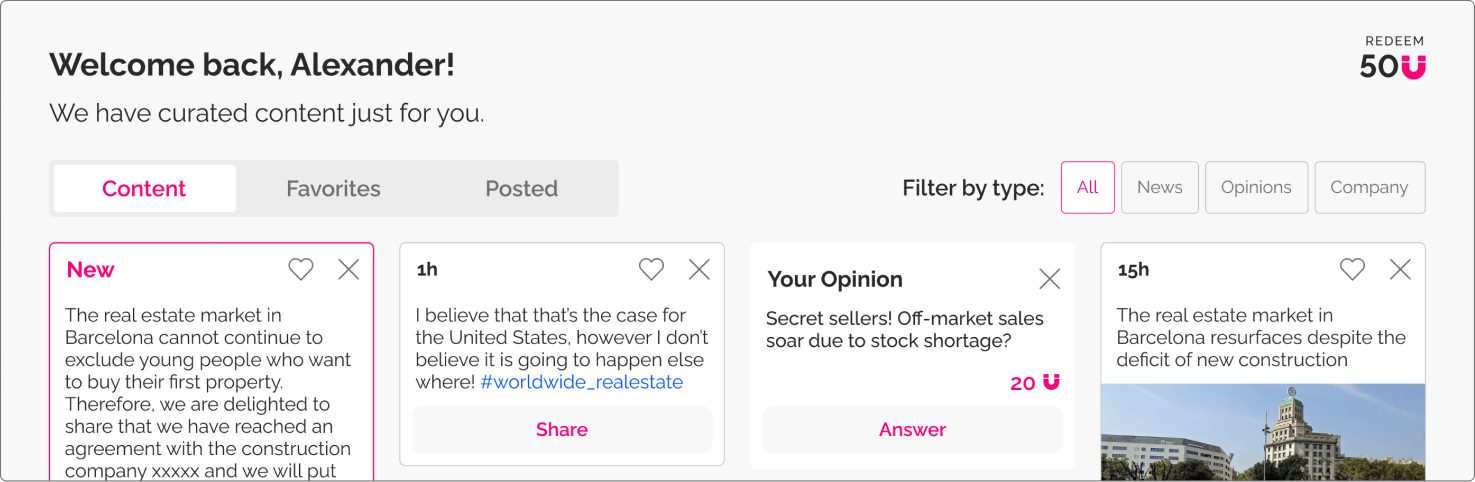 Welcome back, Alexander!
We have curated content just for you.
REDEEM
50
Content
Favorites
Posted
Filter by type:
All
News
Opinions
Company
New
The real estate market in
Barcelona cannot continue to
exclude young people who want
to buy their first property.
Therefore, we are delighted to
share that we have reached an
agreement with the construction
company xxxxx and we will put
1h
I believe that that's the case for
the United States, however I don't
believe it is going to happen else
where! #worldwide_realestate
Share
Your Opinion
Secret sellers! Off-market sales
soar due to stock shortage?
20
Answer
15h
The real estate market in
Barcelona resurfaces despite the
deficit of new construction